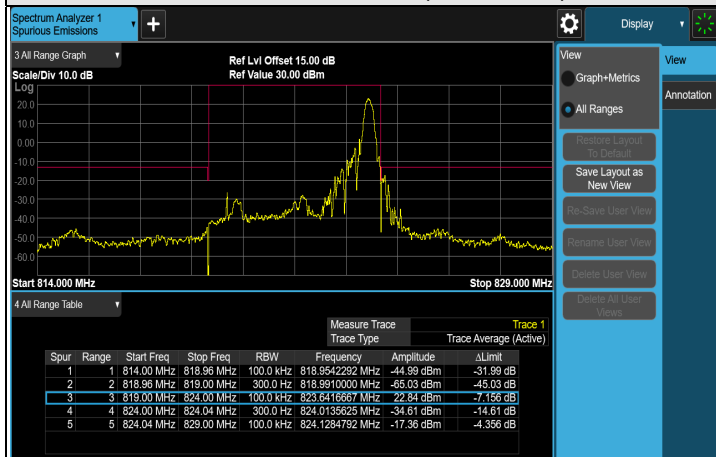 Spectrum Analyzer 1
Spurious Emissions
Display
3 All Range Graph
Ref Lvl Offset 15.00 dB
Scale/Div 10.0 dB
Ref Value 30.00 dBm
Log
20.0
10.0
0.00
-10.0
-20.0
-30.0
-40.0
-50.0
-60.0
Start 814.000 MHz
Stop 829.000 MHz
4 All Range Table
Measure Trace Trace 1
Trace Type Trace Average (Active)
Spur Range Start Freq Stop Freq RBW Frequency Amplitude ΔLimit
1 1 814.00 MHz 818.96 MHz 100.0 kHz 818.9542292 MHz -44.99 dBm -31.99 dB
2 2 818.96 MHz 819.00 MHz 300.0 Hz 818.9910000 MHz -65.03 dBm -45.03 dB
3 3 819.00 MHz 824.00 MHz 100.0 kHz 823.6416667 MHz 22.84 dBm -7.156 dB
4 4 824.00 MHz 824.04 MHz 300.0 Hz 824.0135625 MHz -34.61 dBm -14.61 dB
5 5 824.04 MHz 829.00 MHz 100.0 kHz 824.1284792 MHz -17.36 dBm -4.356 dB
View
Graph+Metrics
All Ranges
Restore Layout
To Default
Save Layout as
New View
Re-Save User View
Rename User View
Delete User View
Delete All User
Views
View
Annotation